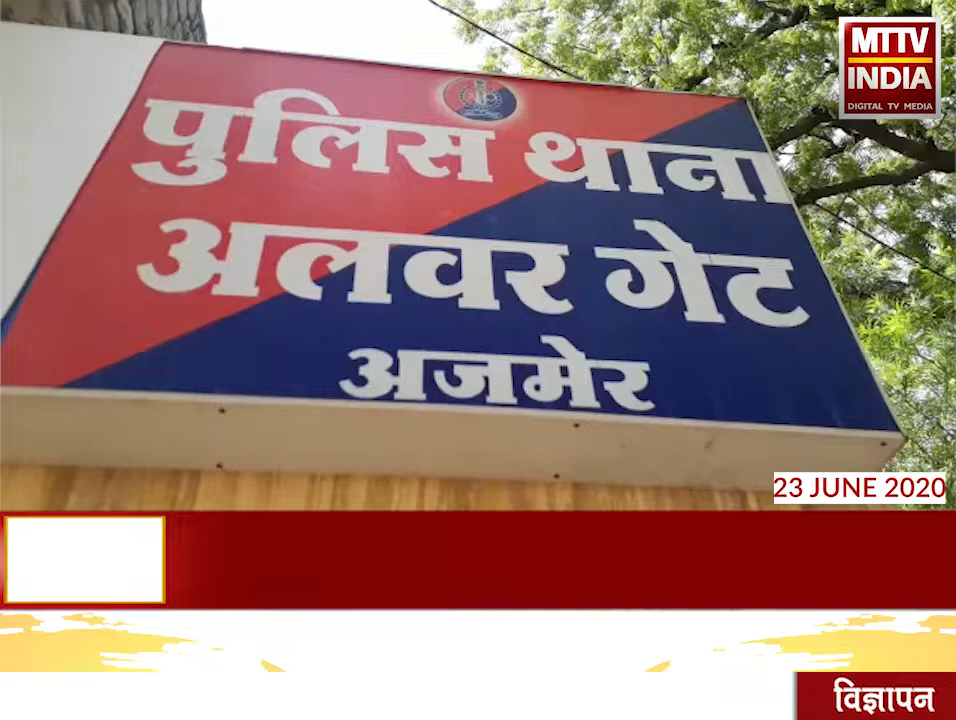 MTTV
INDIA
DIGITAL TV MEDIA
पुलिस थाना
अलवर गेट
अजमेर
23 JUNE 2020
विज्ञापन